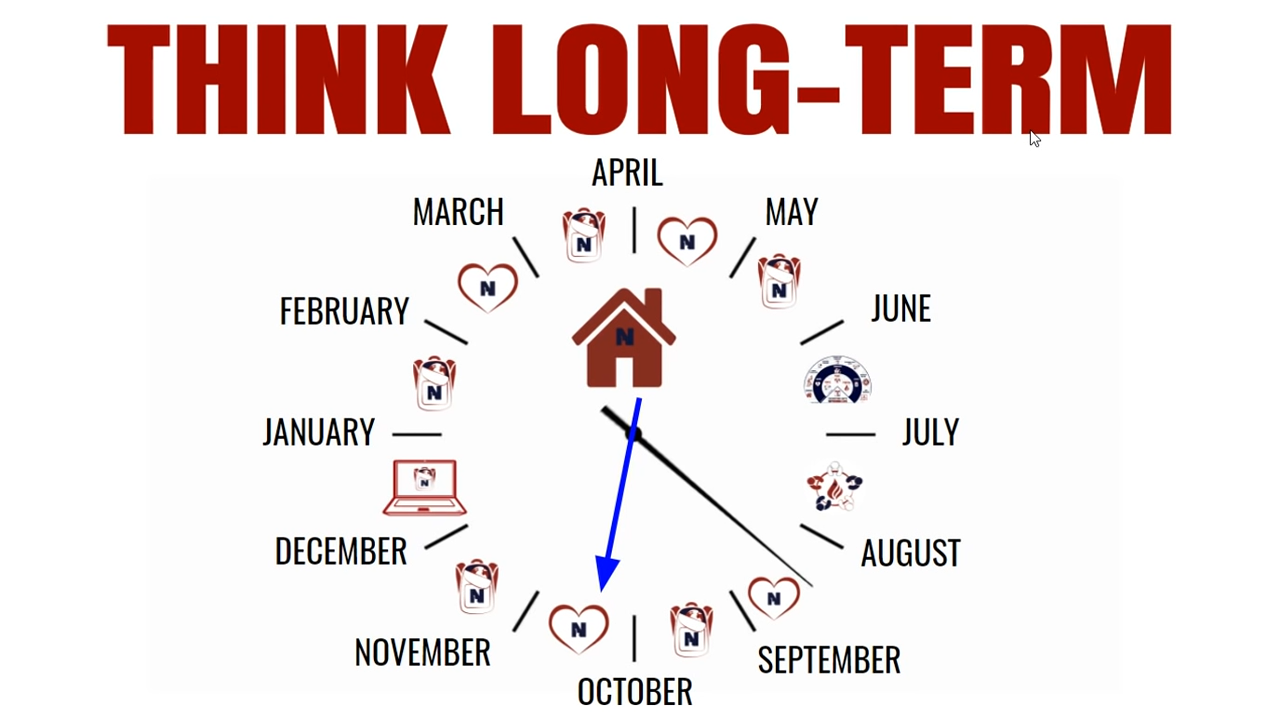 THINK LONG-TERM
APRIL
MARCH
MAY
N
N
N
N
FEBRUARY
JUNE
N
N
JANUARY
JULY
N
DECEMBER
AUGUST
N
N
N
N
NOVEMBER
SEPTEMBER
OCTOBER